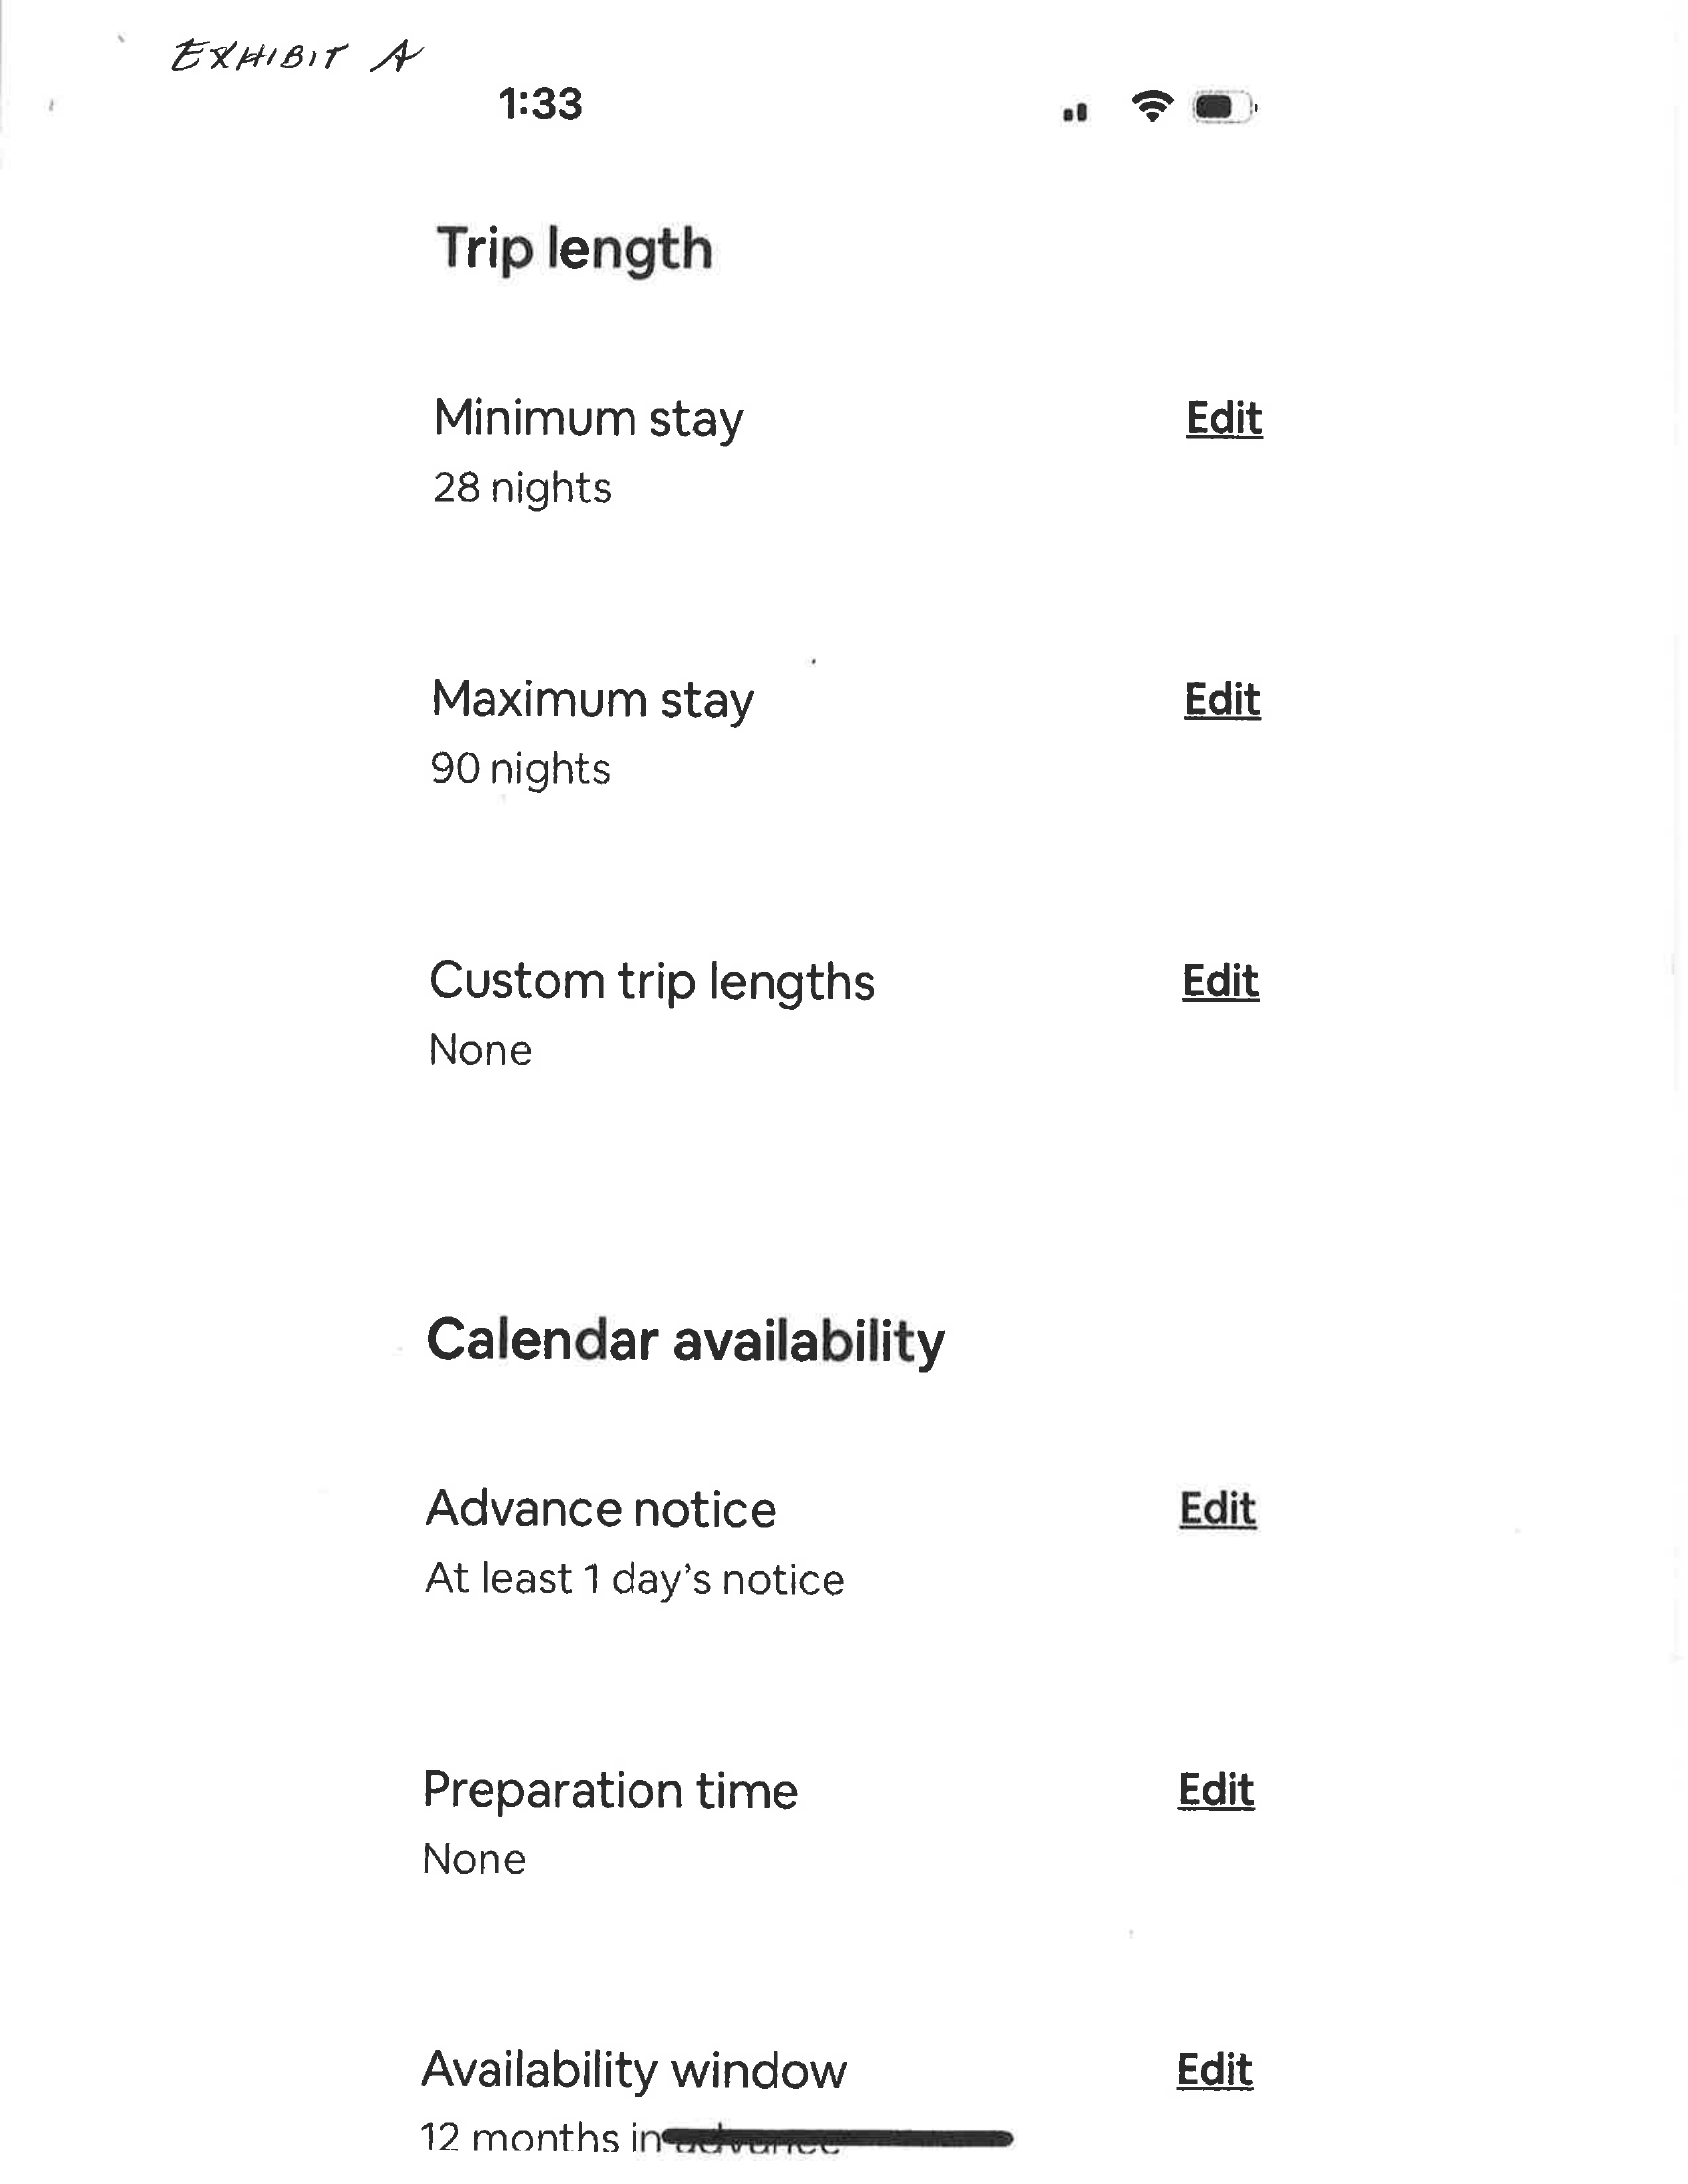 EXHIBIT A
1:33
Trip length
Minimum stay
Edit
28 nights
Maximum stay
Edit
90 nights
Custom trip lengths
Edit
None
Calendar availability
Advance notice
Edit
At least 1 day's notice
Preparation time
Edit
None
Availability window
Edit
12 months in advance